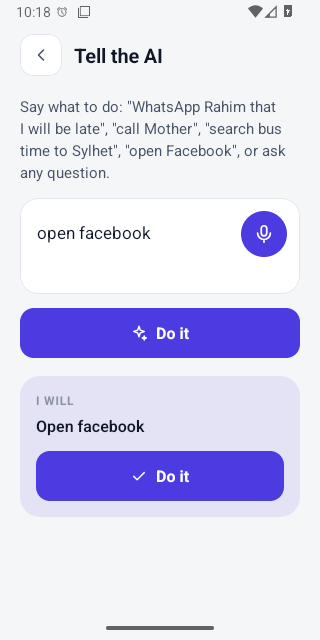 10:18
Tell the AI
Say what to do: "WhatsApp Rahim that
I will be late", "call Mother", "search bus
time to Sylhet", "open Facebook", or ask
any question.
open facebook
Do it
I WILL
Open facebook
Do it